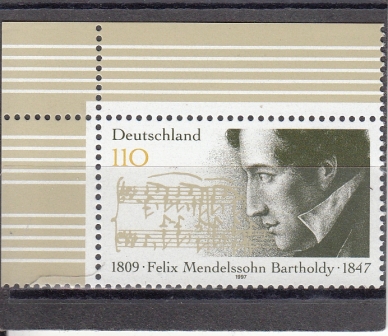 Deutschland
110
1809 · Felix Mendelssohn Bartholdy · 1847
1997